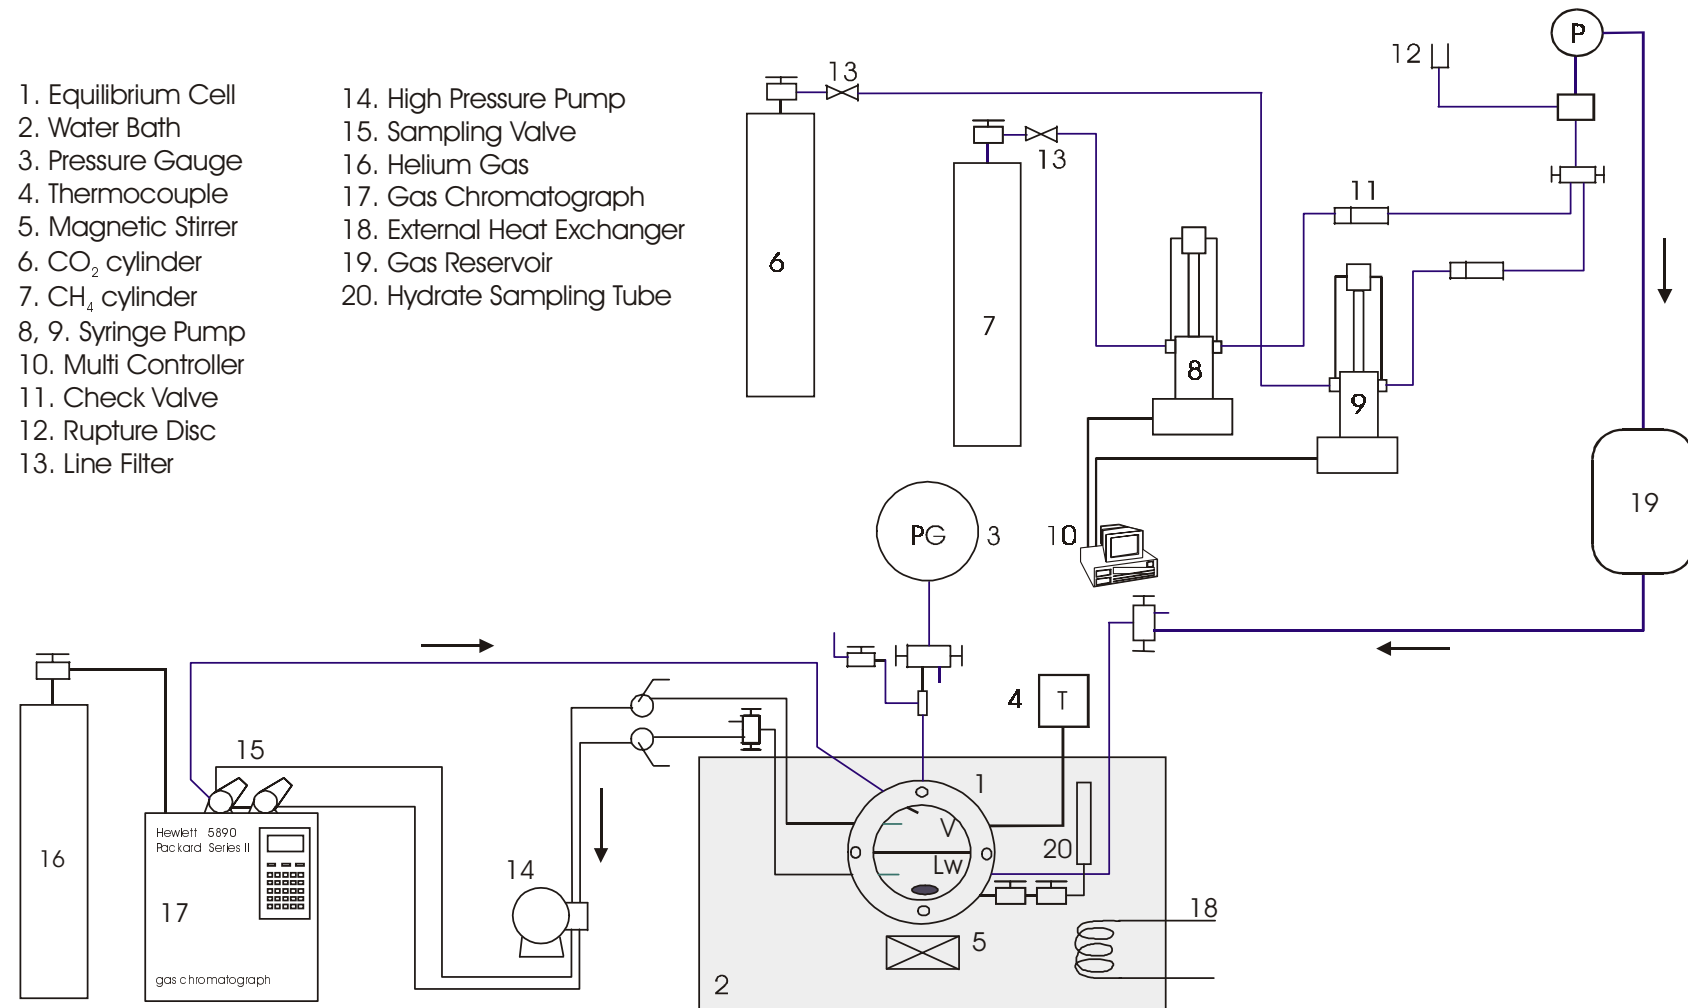 1. Equilibrium Cell
2. Water Bath
3. Pressure Gauge
4. Thermocouple
5. Magnetic Stirrer
6. CO₂ cylinder
7. CH₄ cylinder
8, 9. Syringe Pump
10. Multi Controller
11. Check Valve
12. Rupture Disc
13. Line Filter
14. High Pressure Pump
15. Sampling Valve
16. Helium Gas
17. Gas Chromatograph
18. External Heat Exchanger
19. Gas Reservoir
20. Hydrate Sampling Tube
P
12
13
13
11
6
7
8
9
19
PG
3
10
4
T
15
1
V
Lw
20
14
16
Hewlett 5890
Packard Series II
17
gas chromatograph
5
18
2